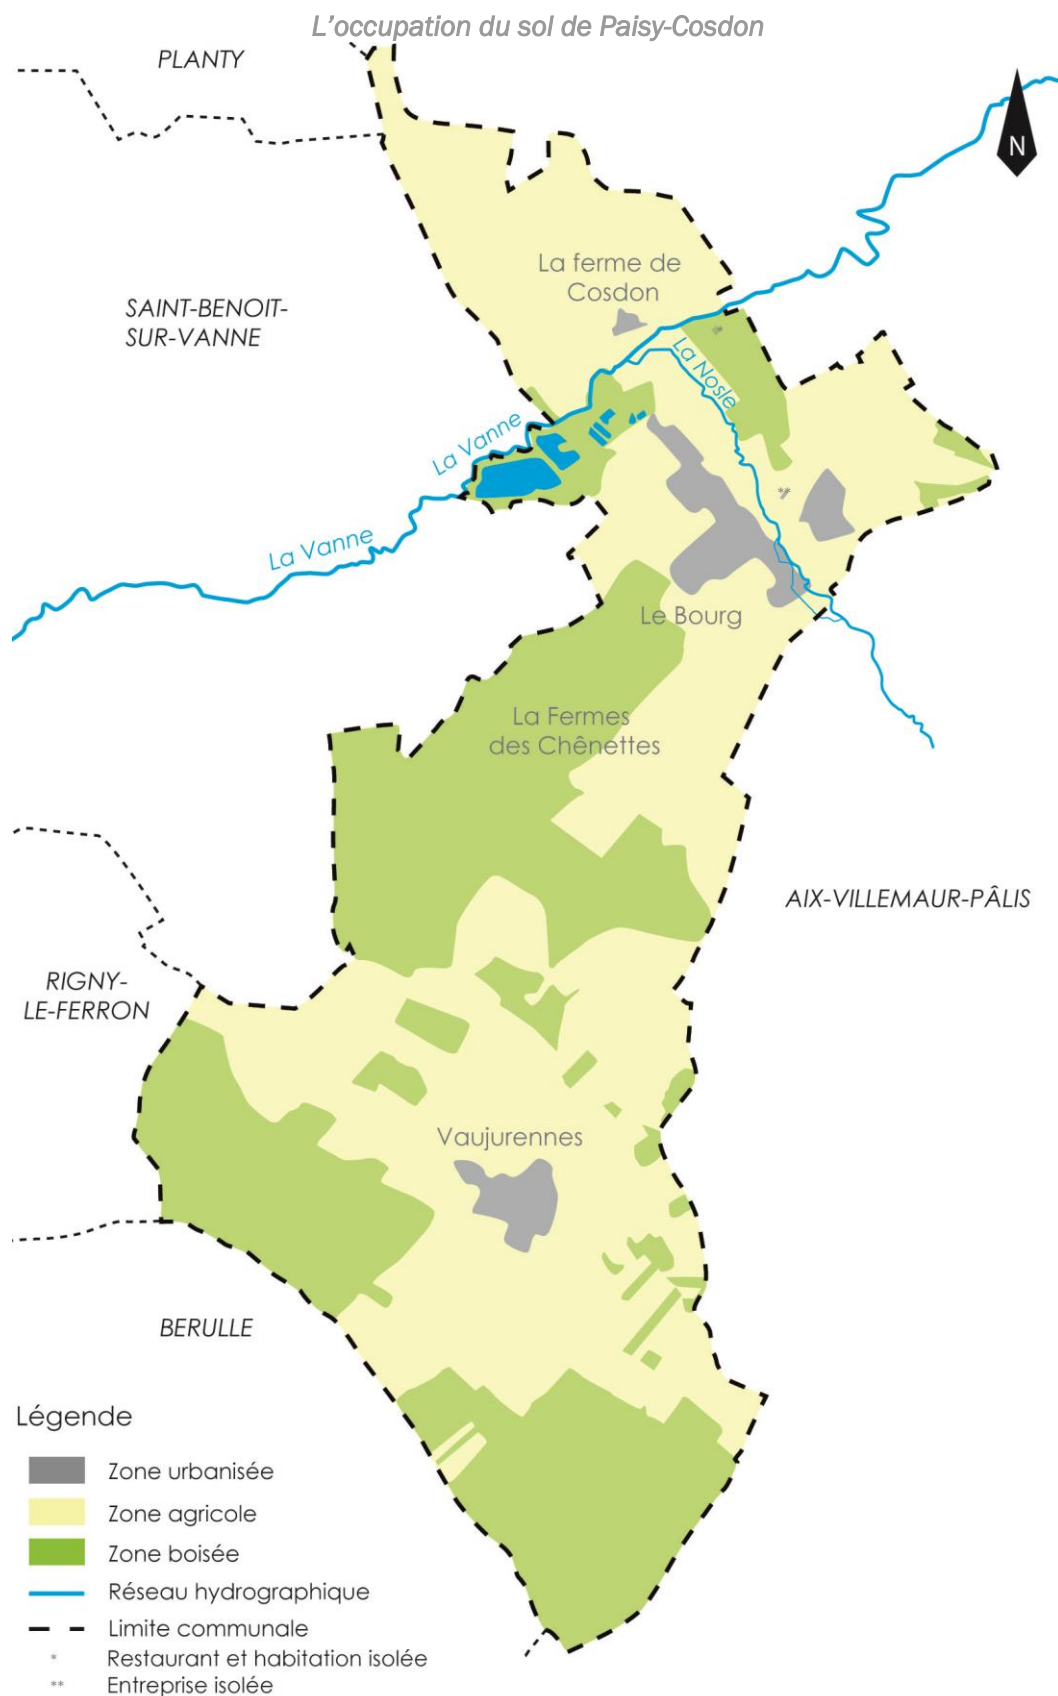 L'occupation du sol de Paisy-Cosdon
PLANTY
N
La ferme de
Cosdon
SAINT-BENOIT-
SUR-VANNE
La Nosle
La Vanne
La Vanne
Le Bourg
La Fermes
des Chênettes
AIX-VILLEMAUR-PÂLIS
RIGNY-
LE-FERRON
Vaujurennes
BERULLE
Légende
Zone urbanisée
Zone agricole
Zone boisée
Réseau hydrographique
Limite communale
* Restaurant et habitation isolée
** Entreprise isolée
*
**